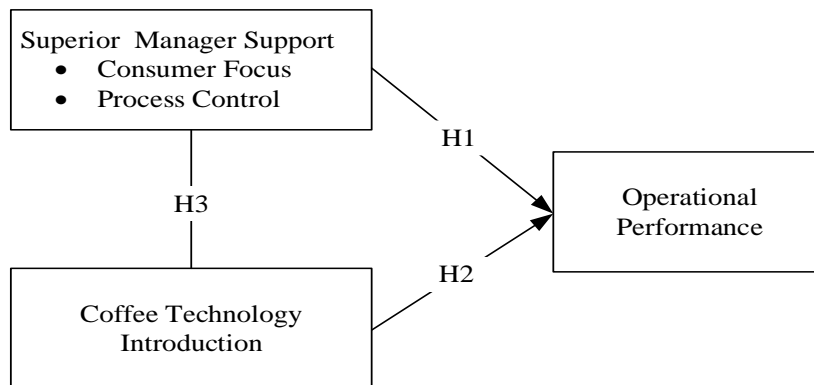 Superior Manager Support
• Consumer Focus
• Process Control
H1
Operational
Performance
H3
H2
Coffee Technology
Introduction